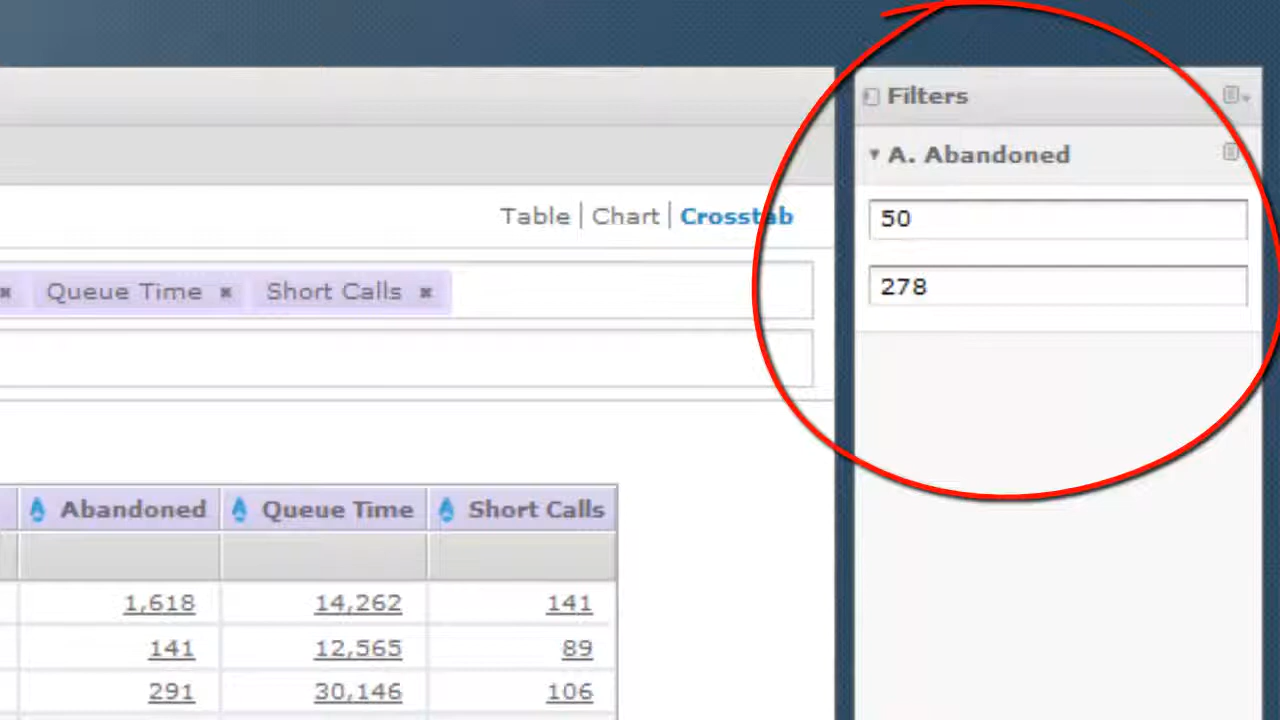 Filters
A. Abandoned
Table | Chart | Crosstab
50
278
Queue Time × Short Calls ×
Abandoned Queue Time Short Calls
1,618 14,262 141
141 12,565 89
291 30,146 106